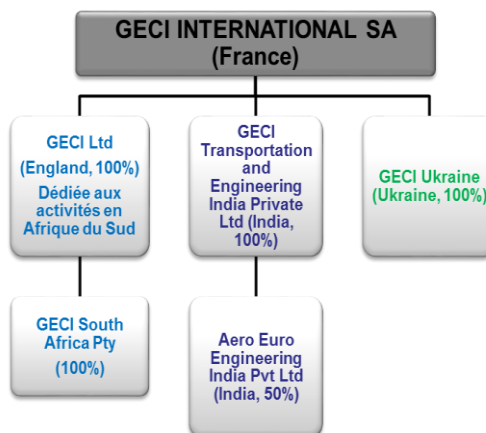 GECI INTERNATIONAL SA
(France)
GECI Ltd
(England, 100%)
Dédiée aux
activités en
Afrique du Sud
GECI
Transportation
and
Engineering
India Private
Ltd (India,
100%)
GECI Ukraine
(Ukraine, 100%)
GECI South
Africa Pty
(100%)
Aero Euro
Engineering
India Pvt Ltd
(India, 50%)